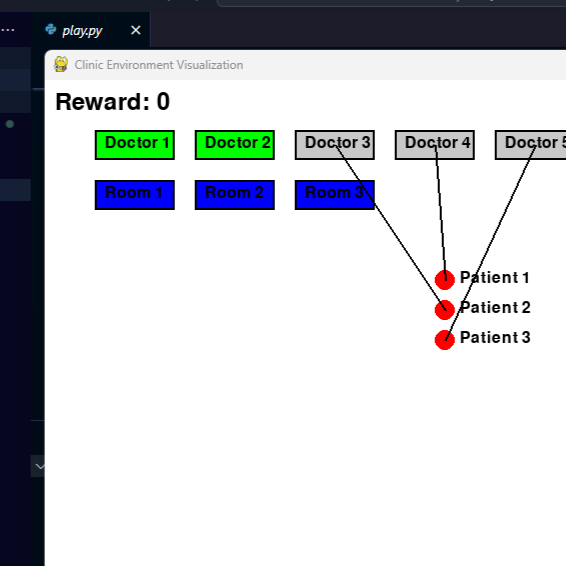 play.py
Clinic Environment Visualization
Reward: 0
Doctor 1 Doctor 2 Doctor 3 Doctor 4 Doctor 5
Room 1 Room 2 Room 3
Patient 1
Patient 2
Patient 3